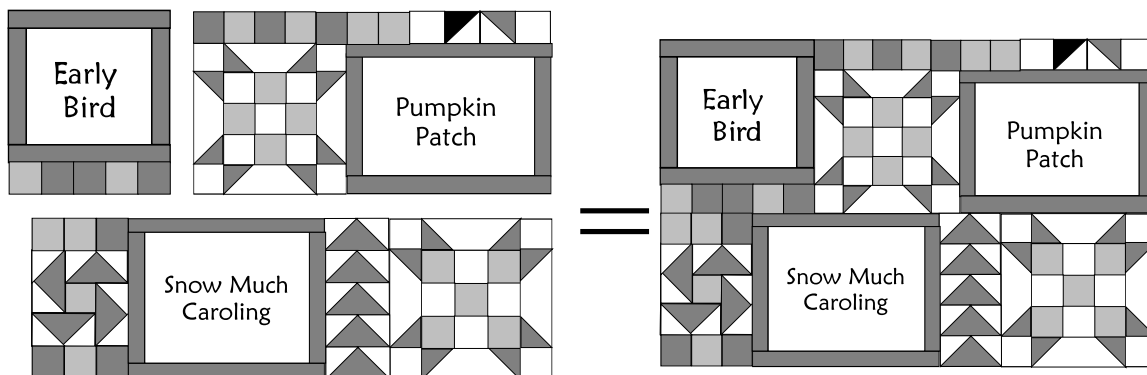 Early
Bird
Pumpkin
Patch
Snow Much
Caroling
Early
Bird
Pumpkin
Patch
Snow Much
Caroling